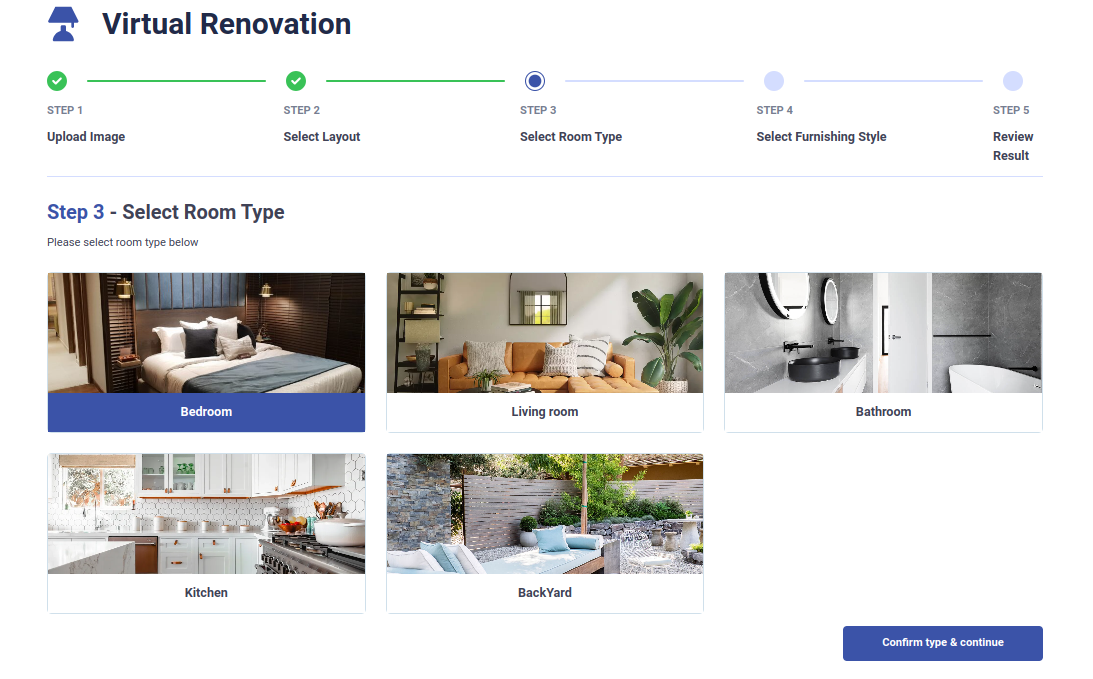 Virtual Renovation
STEP 1
STEP 2
STEP 3
STEP 4
STEP 5
Upload Image
Select Layout
Select Room Type
Select Furnishing Style
Review
Result
Step 3 - Select Room Type
Please select room type below
Bedroom
Living room
Bathroom
Kitchen
BackYard
Confirm type & continue